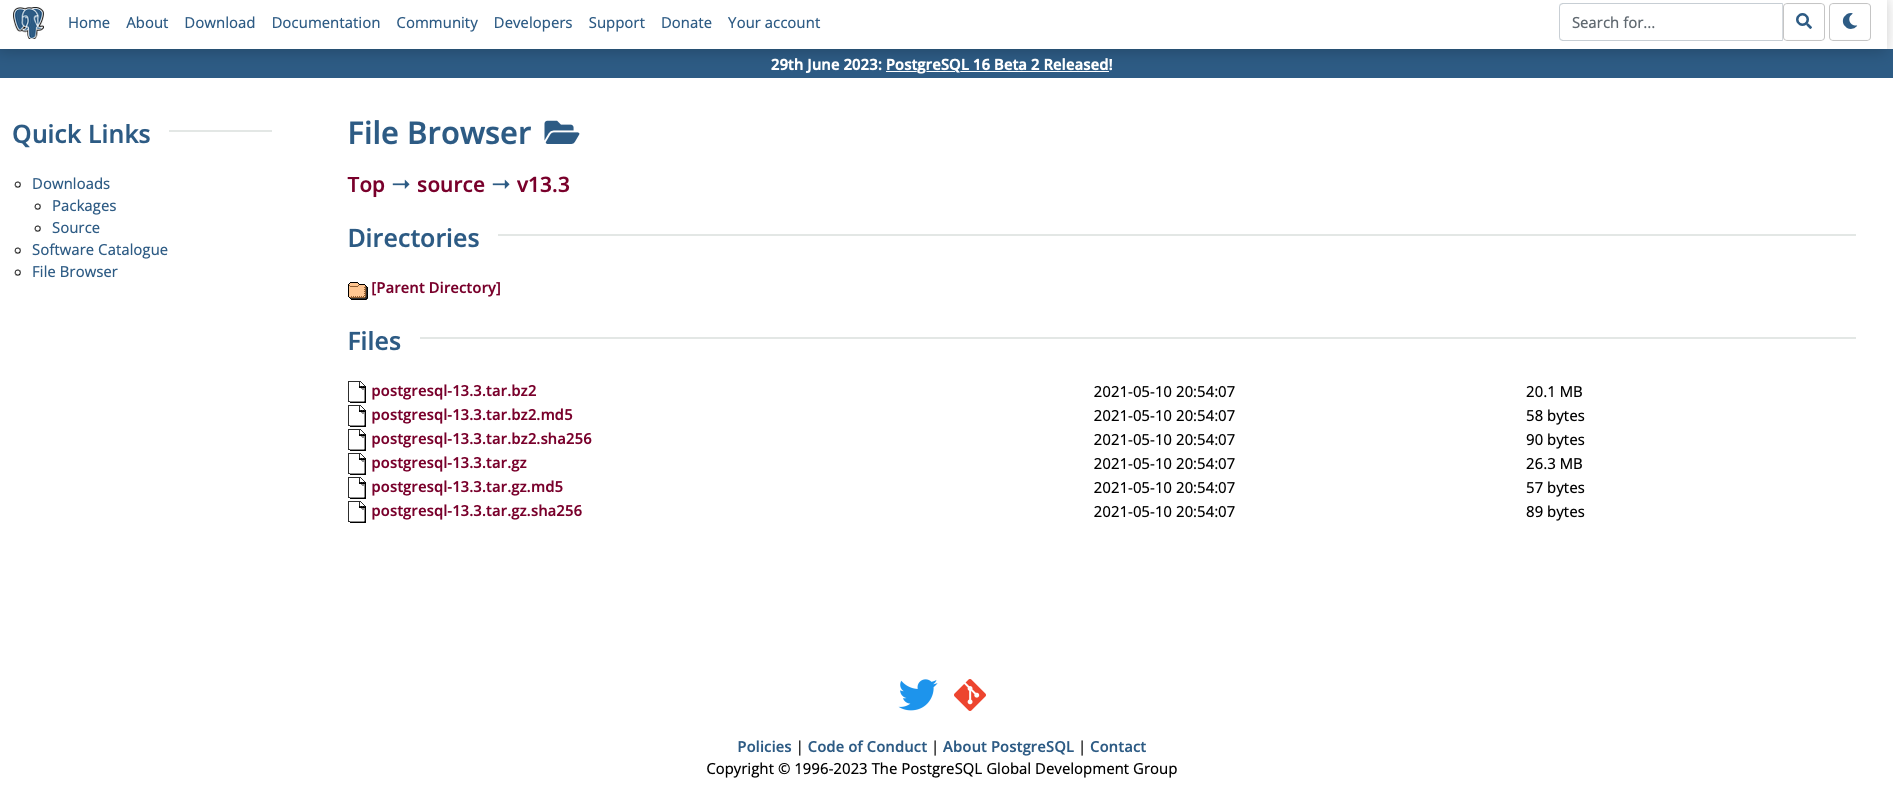 Home About Download Documentation Community Developers Support Donate Your account Search for...
29th June 2023: PostgreSQL 16 Beta 2 Released!
Quick Links
Downloads
Packages
Source
Software Catalogue
File Browser
File Browser
Top → source → v13.3
Directories
[Parent Directory]
Files
postgresql-13.3.tar.bz2 2021-05-10 20:54:07 20.1 MB
postgresql-13.3.tar.bz2.md5 2021-05-10 20:54:07 58 bytes
postgresql-13.3.tar.bz2.sha256 2021-05-10 20:54:07 90 bytes
postgresql-13.3.tar.gz 2021-05-10 20:54:07 26.3 MB
postgresql-13.3.tar.gz.md5 2021-05-10 20:54:07 57 bytes
postgresql-13.3.tar.gz.sha256 2021-05-10 20:54:07 89 bytes
Policies | Code of Conduct | About PostgreSQL | Contact
Copyright © 1996-2023 The PostgreSQL Global Development Group